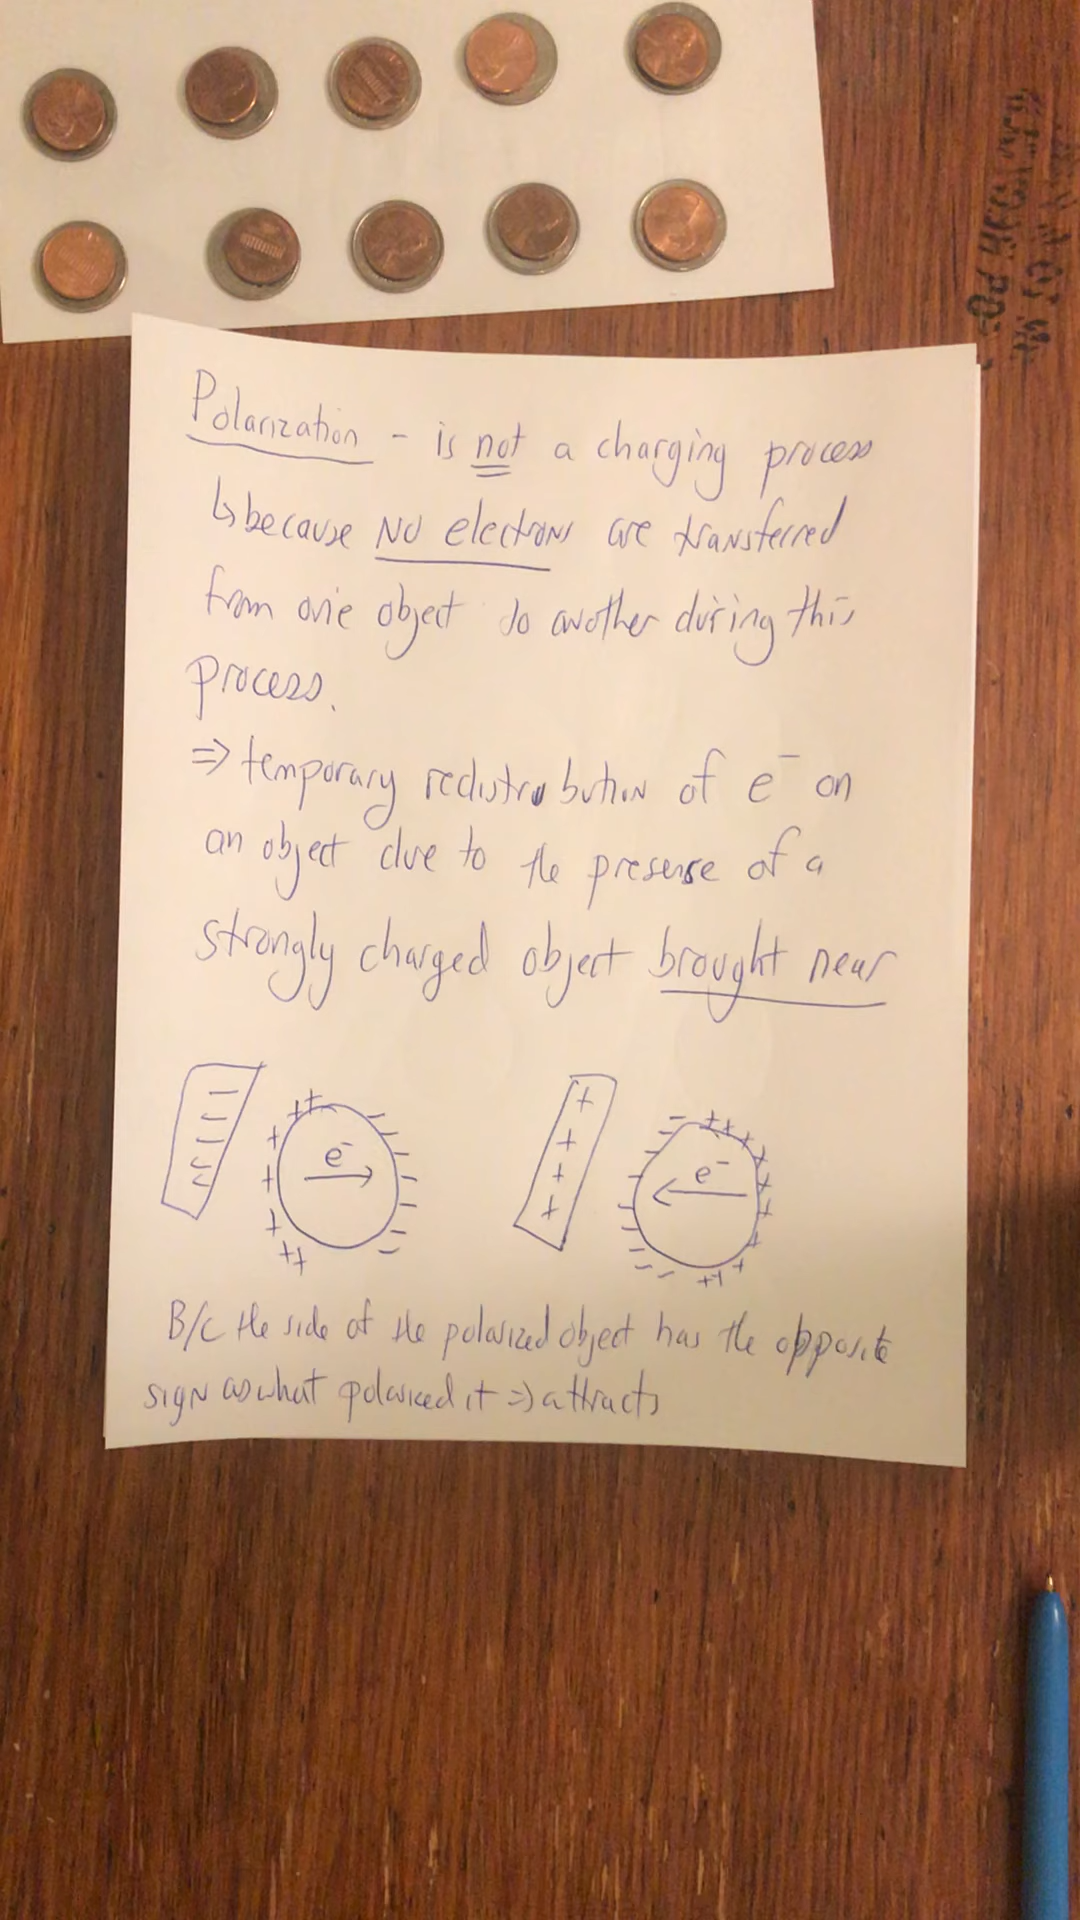 Polarization - is not a charging process
↳ because NO electrons are transferred
from one object to another during this
process.
⇒ temporary redistribution of e⁻ on
an object due to the presense of a
strongly charged object brought near
− − − − −
++ + + + + ++
e⁻ →
− − − − − − − −
+ + + +
− − − − − − − − −
e⁻ ←
+ + + + + + + + + + +
B/c the side of the polarized object has the opposite
sign as what polarized it ⇒ attracts